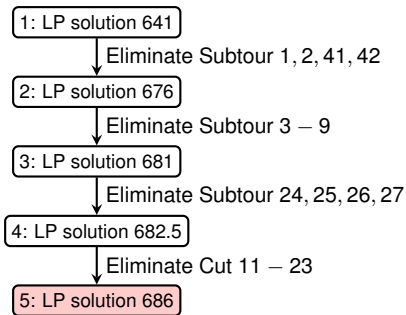 1: LP solution 641
Eliminate Subtour 1, 2, 41, 42
2: LP solution 676
Eliminate Subtour 3 − 9
3: LP solution 681
Eliminate Subtour 24, 25, 26, 27
4: LP solution 682.5
Eliminate Cut 11 − 23
5: LP solution 686